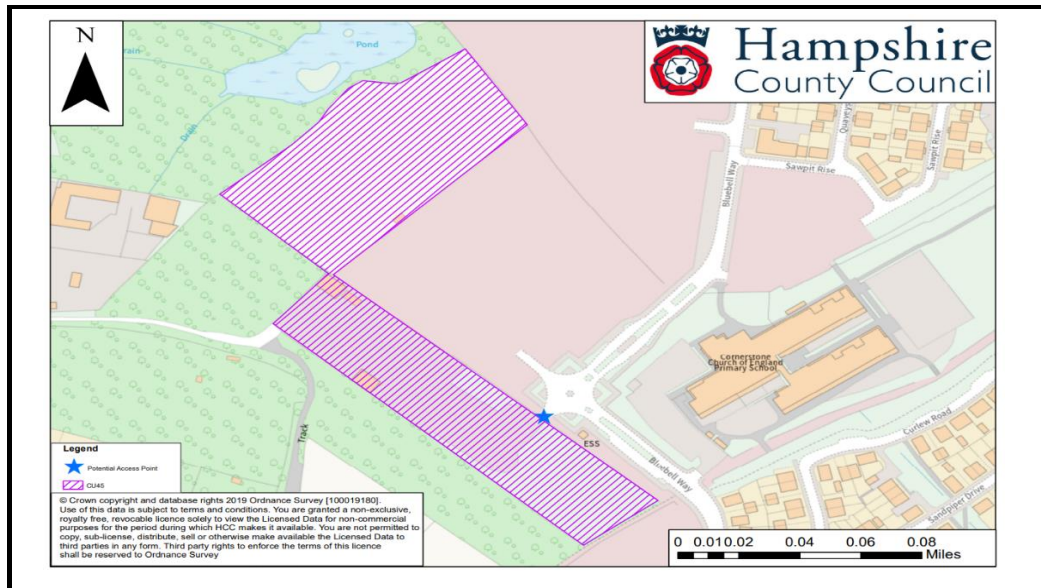 N
Hampshire
County Council
Pond
Drain
Sawpit Rise
Sawpit Rise
Bluebell Way
Cornerstone
Church of England
Primary School
ESS
Bluebell Way
Curlew Road
Sandpiper Drive
Track
Legend
Potential Access Point
CU45
© Crown copyright and database rights 2019 Ordnance Survey [100019180].
Use of this data is subject to terms and conditions. You are granted a non-exclusive,
royalty free, revocable licence solely to view the Licensed Data for non-commercial
purposes for the period during which HCC makes it available. You are not permitted to
copy, sub-license, distribute, sell or otherwise make available the Licensed Data to
third parties in any form. Third party rights to enforce the terms of this licence
shall be reserved to Ordnance Survey
0 0.01 0.02 0.04 0.06 0.08
Miles